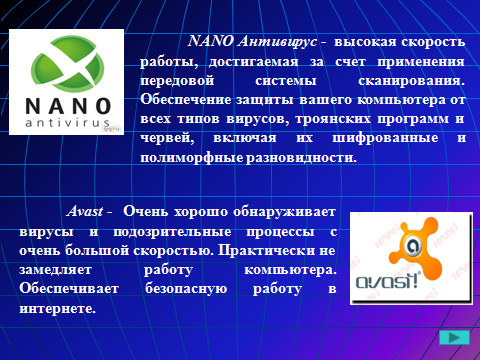 NANO
antivirus
NANO Антивирус - высокая скорость
работы, достигаемая за счет применения
передовой системы сканирования.
Обеспечение защиты вашего компьютера от
всех типов вирусов, троянских программ и
червей, включая их шифрованные и
полиморфные разновидности.
Avast - Очень хорошо обнаруживает
вирусы и подозрительные процессы с
очень большой скоростью. Практически не
замедляет работу компьютера.
Обеспечивает безопасную работу в
интернете.
a
avast!